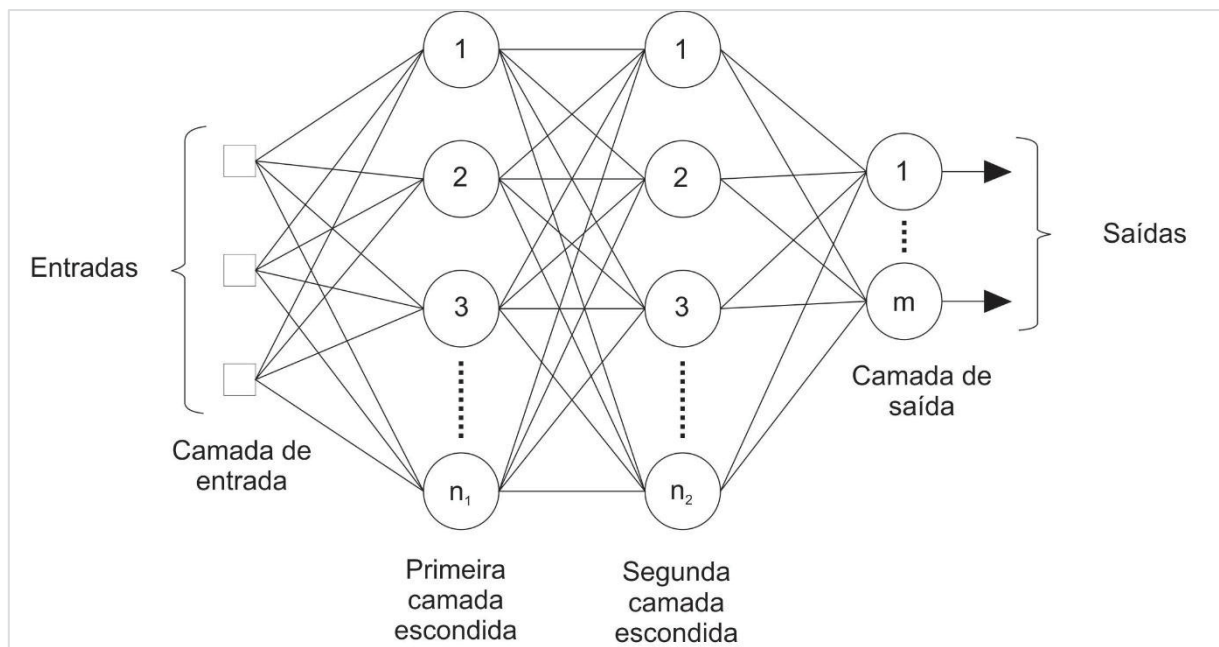 1
1
2
2
1
Entradas
Saídas
3
3
m
Camada de
saída
Camada de
entrada
n₁
n₂
Primeira
camada
escondida
Segunda
camada
escondida